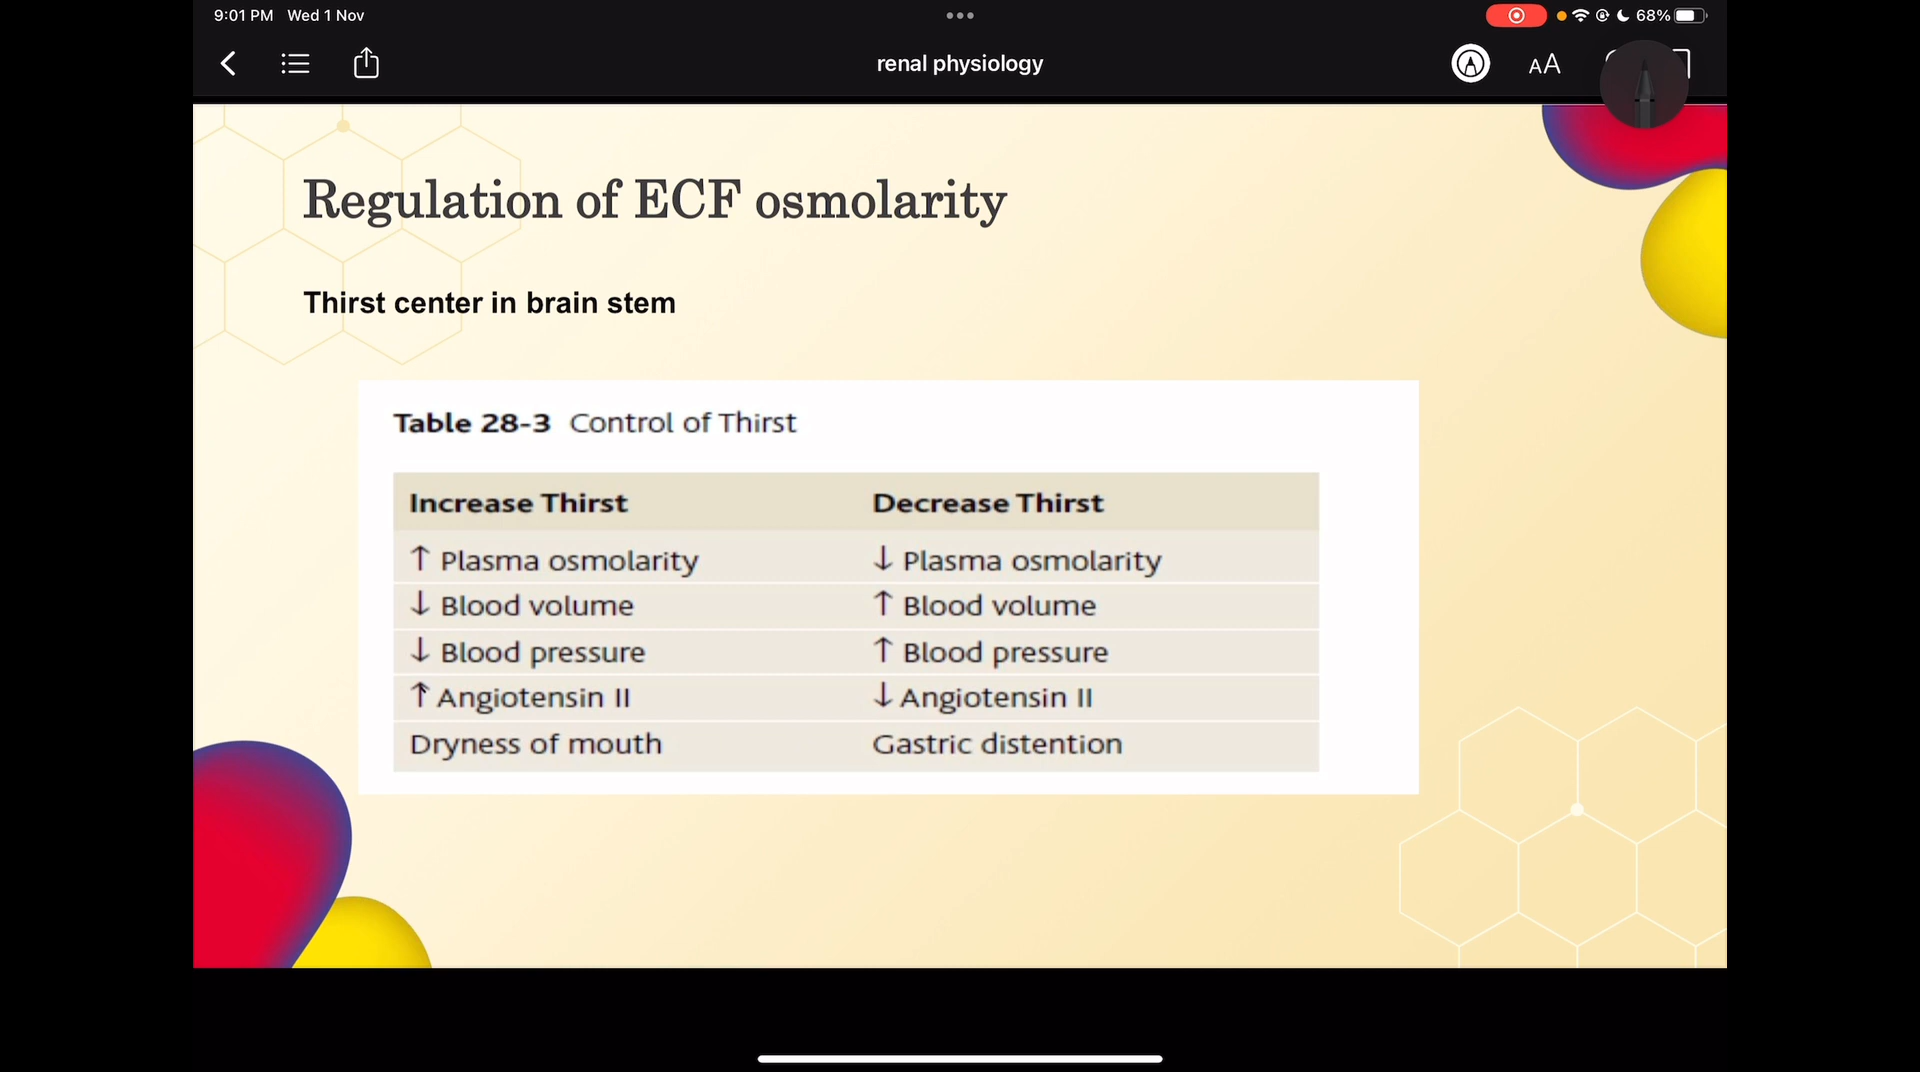 9:01 PM Wed 1 Nov
68%
renal physiology
AA
Regulation of ECF osmolarity
Thirst center in brain stem
Table 28-3 Control of Thirst
Increase Thirst Decrease Thirst
↑ Plasma osmolarity ↓ Plasma osmolarity
↓ Blood volume ↑ Blood volume
↓ Blood pressure ↑ Blood pressure
↑ Angiotensin II ↓ Angiotensin II
Dryness of mouth Gastric distention